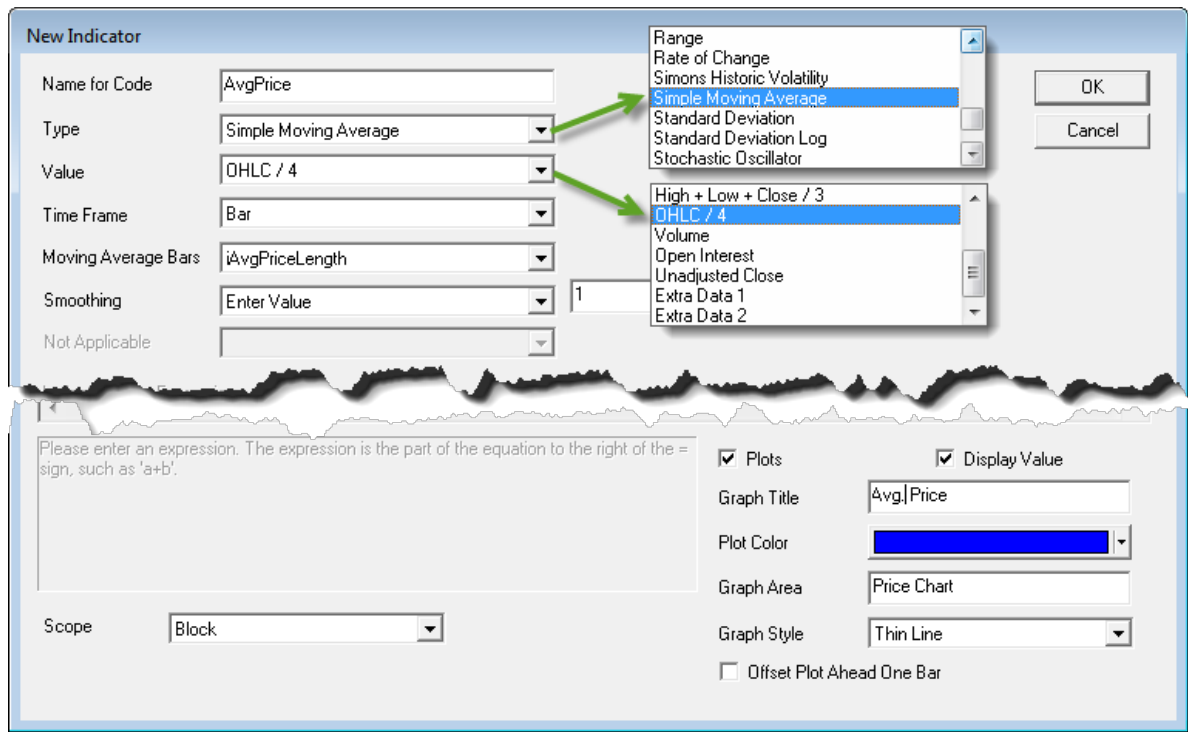 New Indicator
Name for Code
AvgPrice
Type
Simple Moving Average
Value
OHLC / 4
Time Frame
Bar
Moving Average Bars
iAvgPriceLength
Smoothing
Enter Value
1
Not Applicable
Range
Rate of Change
Simons Historic Volatility
Simple Moving Average
Standard Deviation
Standard Deviation Log
Stochastic Oscillator
High + Low + Close / 3
OHLC / 4
Volume
Open Interest
Unadjusted Close
Extra Data 1
Extra Data 2
OK
Cancel
Please enter an expression. The expression is the part of the equation to the right of the =
sign, such as 'a+b'.
Scope
Block
Plots
Display Value
Graph Title
Avg. Price
Plot Color
Graph Area
Price Chart
Graph Style
Thin Line
Offset Plot Ahead One Bar